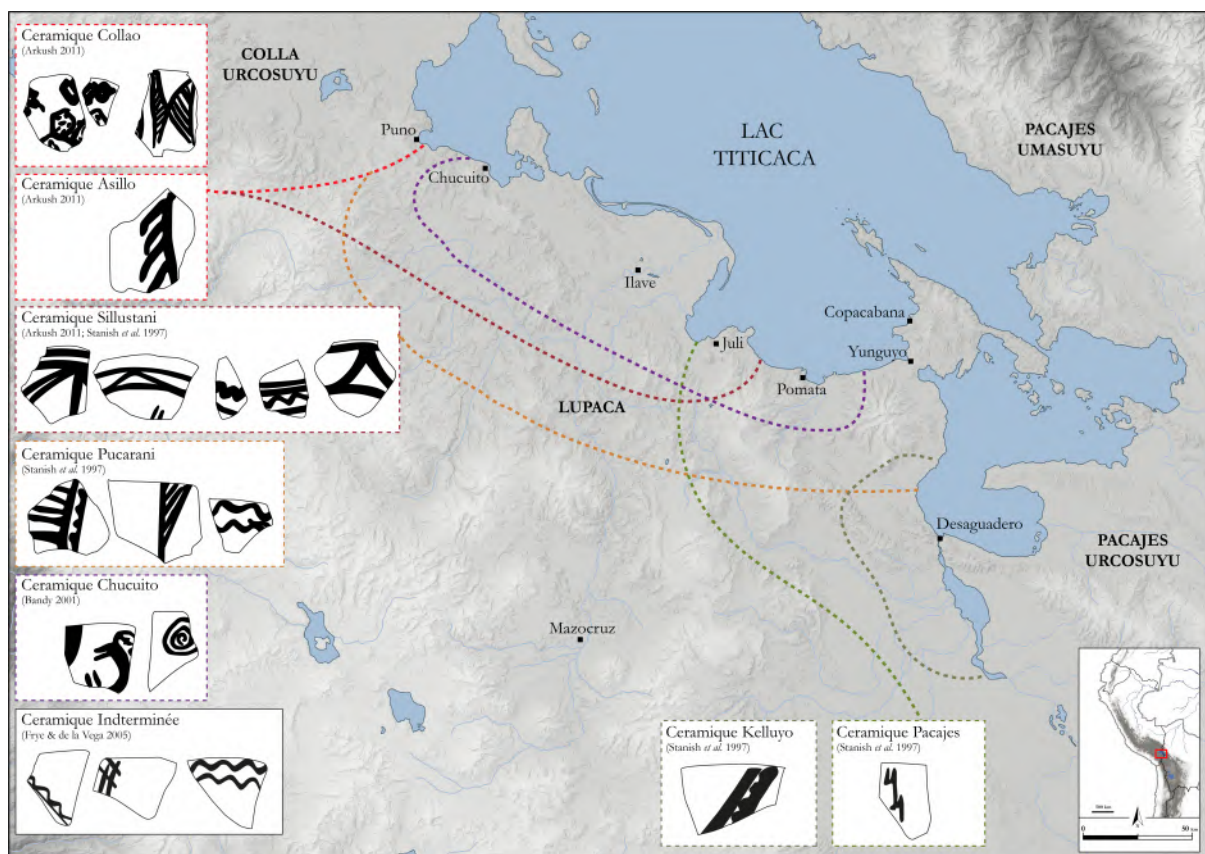 Ceramique Collao
(Arkush 2011)
Ceramique Asillo
(Arkush 2011)
Ceramique Sillustani
(Arkush 2011; Stanish et al. 1997)
Ceramique Pucarani
(Stanish et al. 1997)
Ceramique Chucuito
(Bandy 2001)
Ceramique Indterminée
(Frye & de la Vega 2005)
COLLA
URCOSUYU
Puno
Chucuito
LAC
TITICACA
PACAJES
UMASUYU
Ilave
Copacabana
Juli
Yunguyo
Pomata
LUPACA
Desaguadero
PACAJES
URCOSUYU
Mazocruz
Ceramique Kelluyo
(Stanish et al. 1997)
Ceramique Pacajes
(Stanish et al. 1997)
500 km
0
50 km